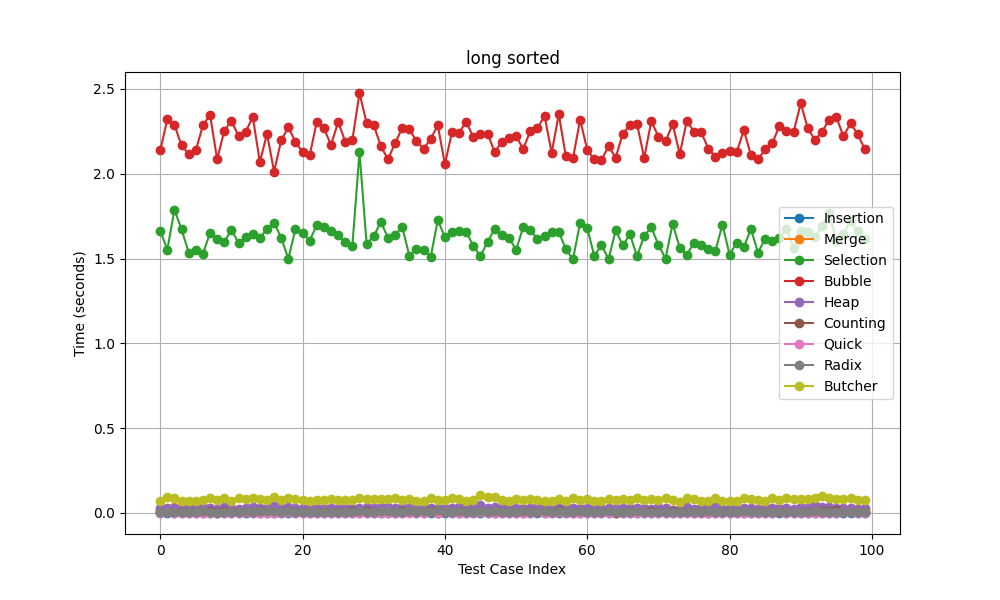 long sorted
2.5
2.0
1.5
1.0
0.5
0.0
Time (seconds)
Insertion
Merge
Selection
Bubble
Heap
Counting
Quick
Radix
Butcher
0
20
40
60
80
100
Test Case Index